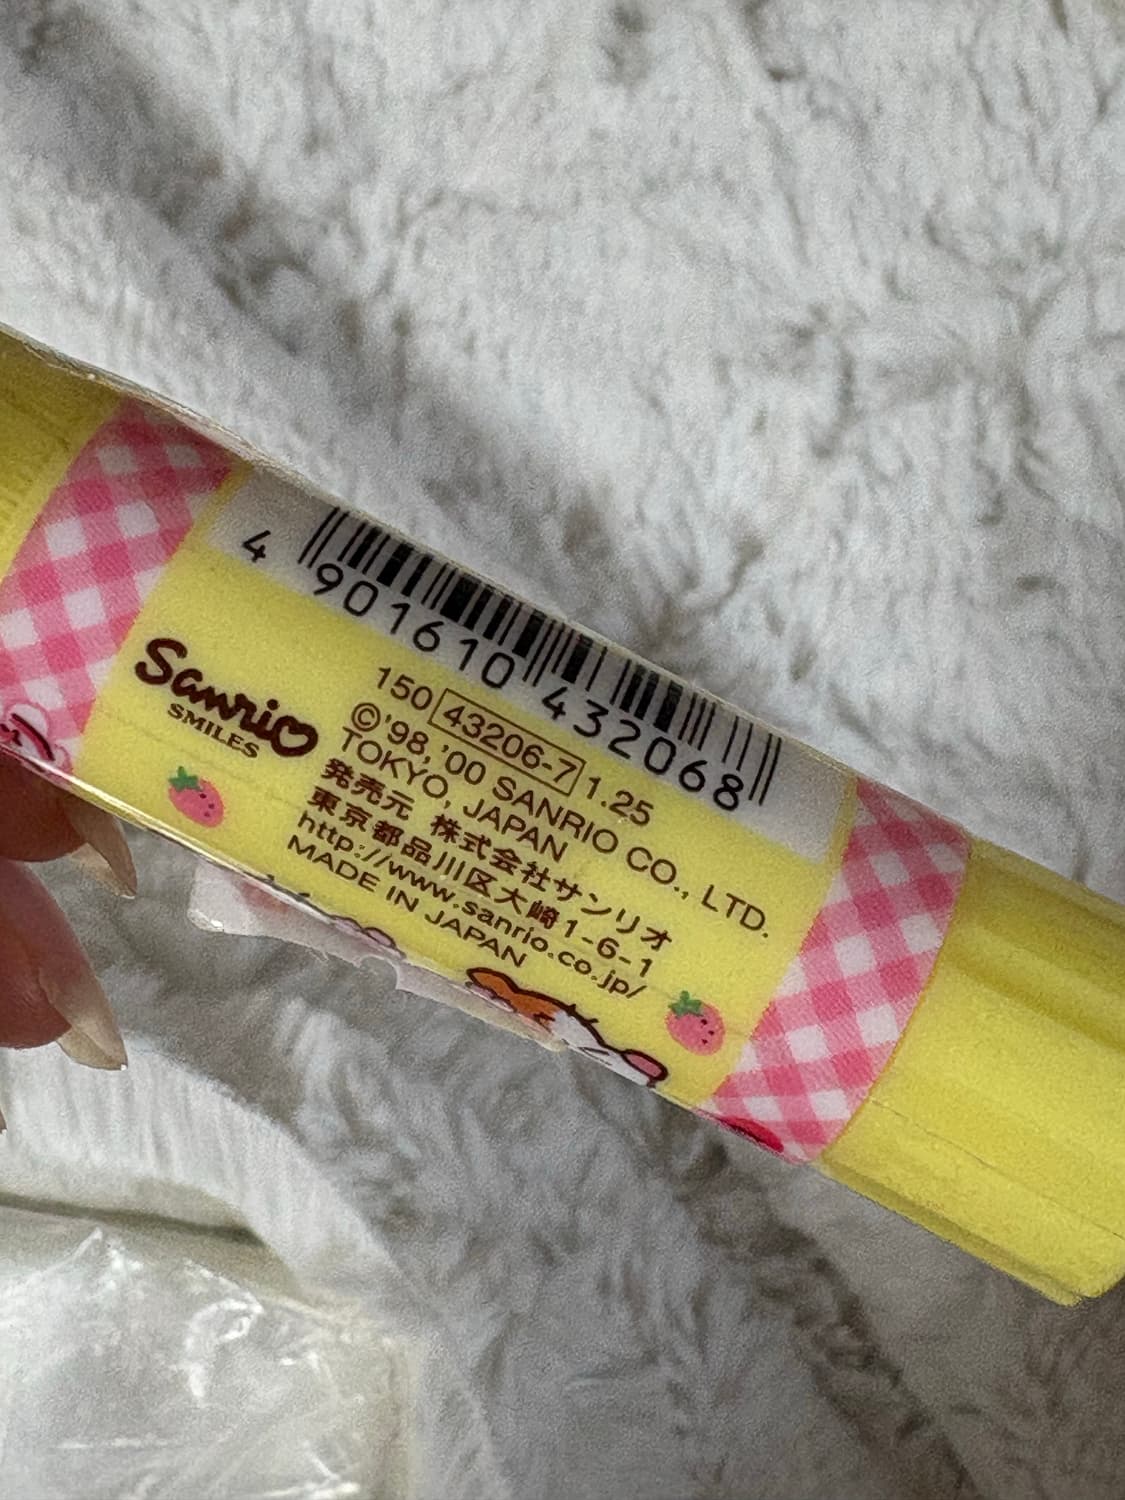 4 901610 432068
Sanrio
SMILES
150 43206-7 1.25
©'98, '00 SANRIO CO., LTD.
TOKYO, JAPAN
発売元 株式会社サンリオ
東京都品川区大崎1-6-1
http://www.sanrio.co.jp/
MADE IN JAPAN